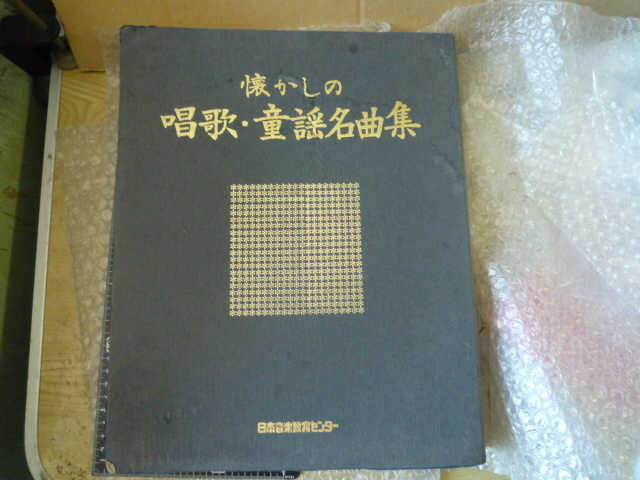 懐かしの
唱歌・童謡名曲集
日本音楽教育センター